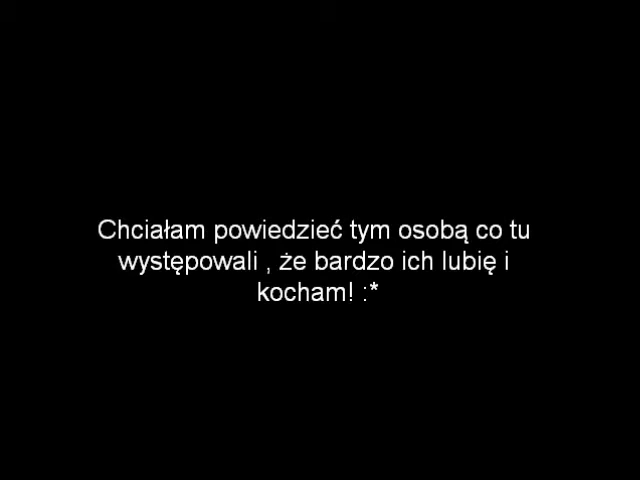 Chciałam powiedzieć tym osobą co tu
występowali , że bardzo ich lubię i
kocham! :*